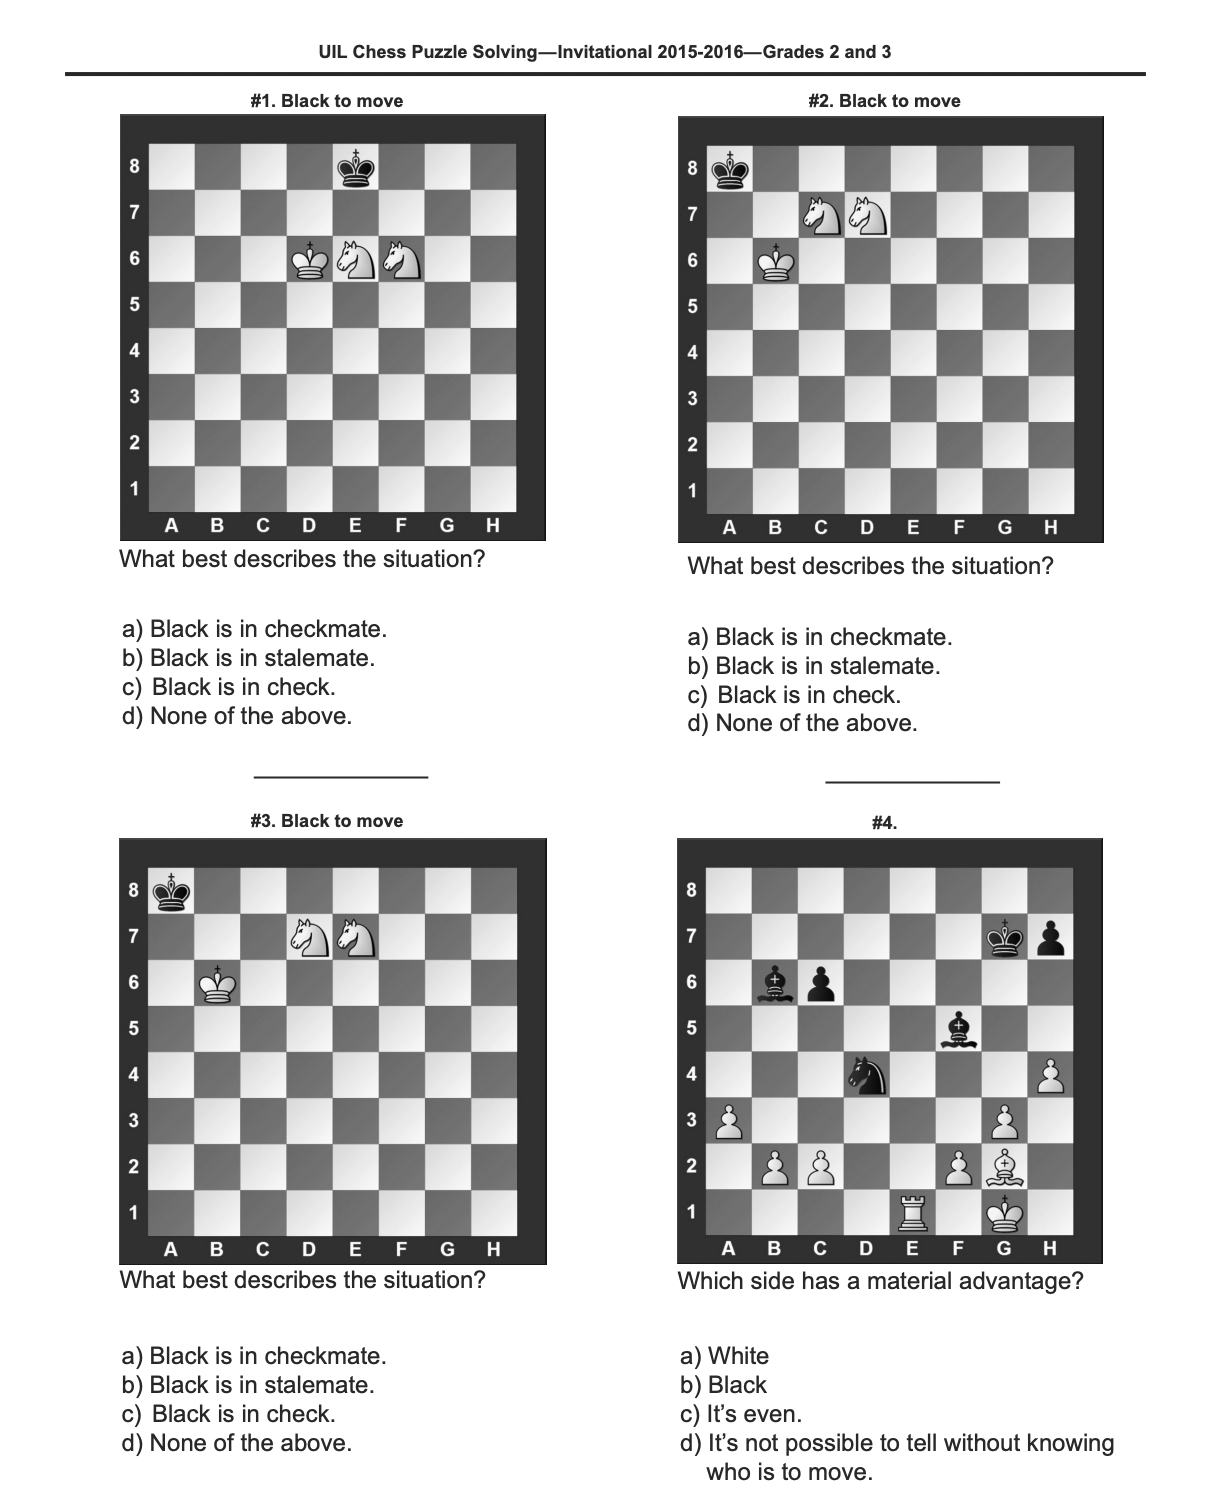 UIL Chess Puzzle Solving—Invitational 2015-2016—Grades 2 and 3
#1. Black to move
8
7
6
5
4
3
2
1
A B C D E F G H
What best describes the situation?
a) Black is in checkmate.
b) Black is in stalemate.
c) Black is in check.
d) None of the above.
#2. Black to move
8
7
6
5
4
3
2
1
A B C D E F G H
What best describes the situation?
a) Black is in checkmate.
b) Black is in stalemate.
c) Black is in check.
d) None of the above.
#3. Black to move
8
7
6
5
4
3
2
1
A B C D E F G H
What best describes the situation?
a) Black is in checkmate.
b) Black is in stalemate.
c) Black is in check.
d) None of the above.
#4.
8
7
6
5
4
3
2
1
A B C D E F G H
Which side has a material advantage?
a) White
b) Black
c) It’s even.
d) It’s not possible to tell without knowing
who is to move.